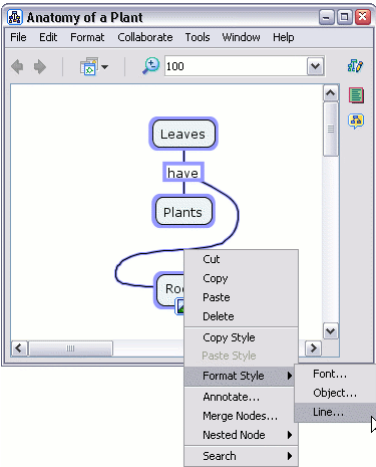 Anatomy of a Plant
File Edit Format Collaborate Tools Window Help
100
Leaves
have
Plants
Cut
Copy
Paste
Delete
Copy Style
Paste Style
Format Style
Annotate...
Merge Nodes...
Nested Node
Search
Font...
Object...
Line...